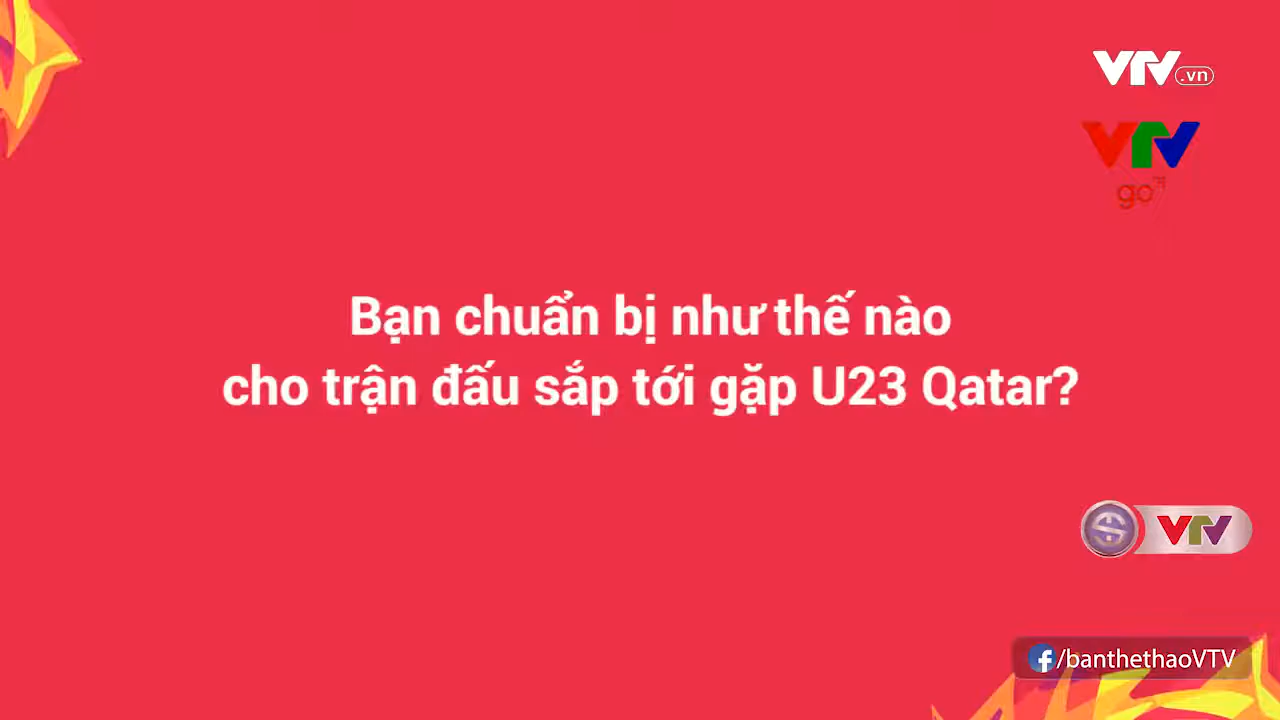 VTV.vn
VTV
go
Bạn chuẩn bị như thế nào
cho trận đấu sắp tới gặp U23 Qatar?
VTV
f/banthethaoVTV